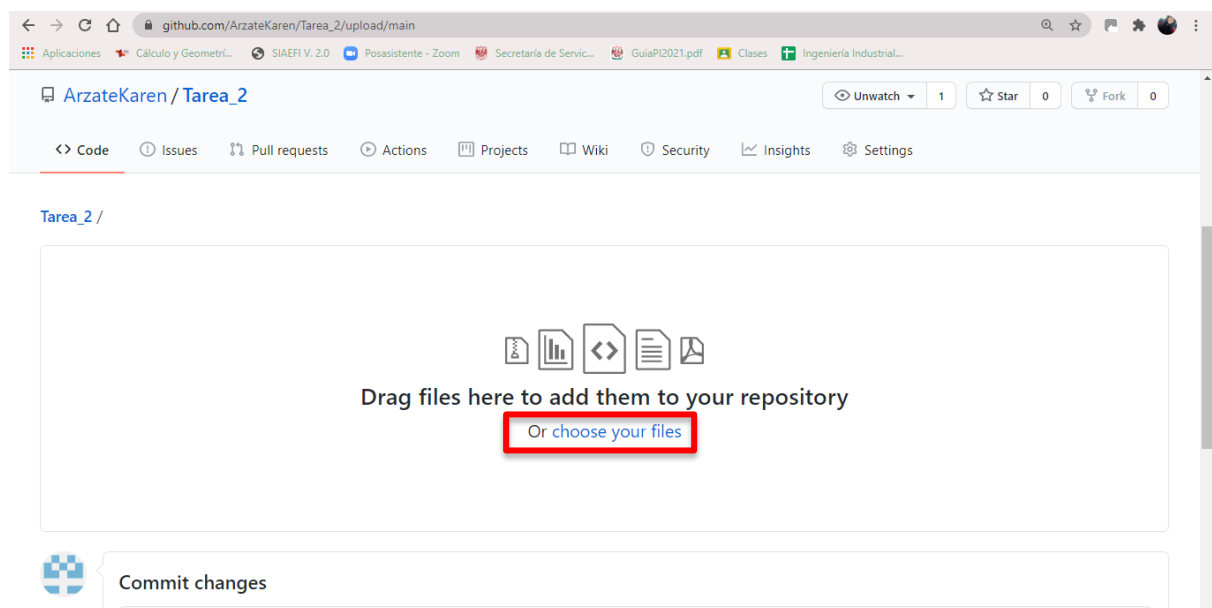 github.com/ArzateKaren/Tarea_2/upload/main
Aplicaciones Cálculo y Geometrí... SIAEFI V. 2.0 Posasistente - Zoom Secretaría de Servic... GuiaPI2021.pdf Clases Ingeniería Industrial...
ArzateKaren / Tarea_2 Unwatch 1 Star 0 Fork 0
Code Issues Pull requests Actions Projects Wiki Security Insights Settings
Tarea_2 /
Drag files here to add them to your repository
Or choose your files
Commit changes